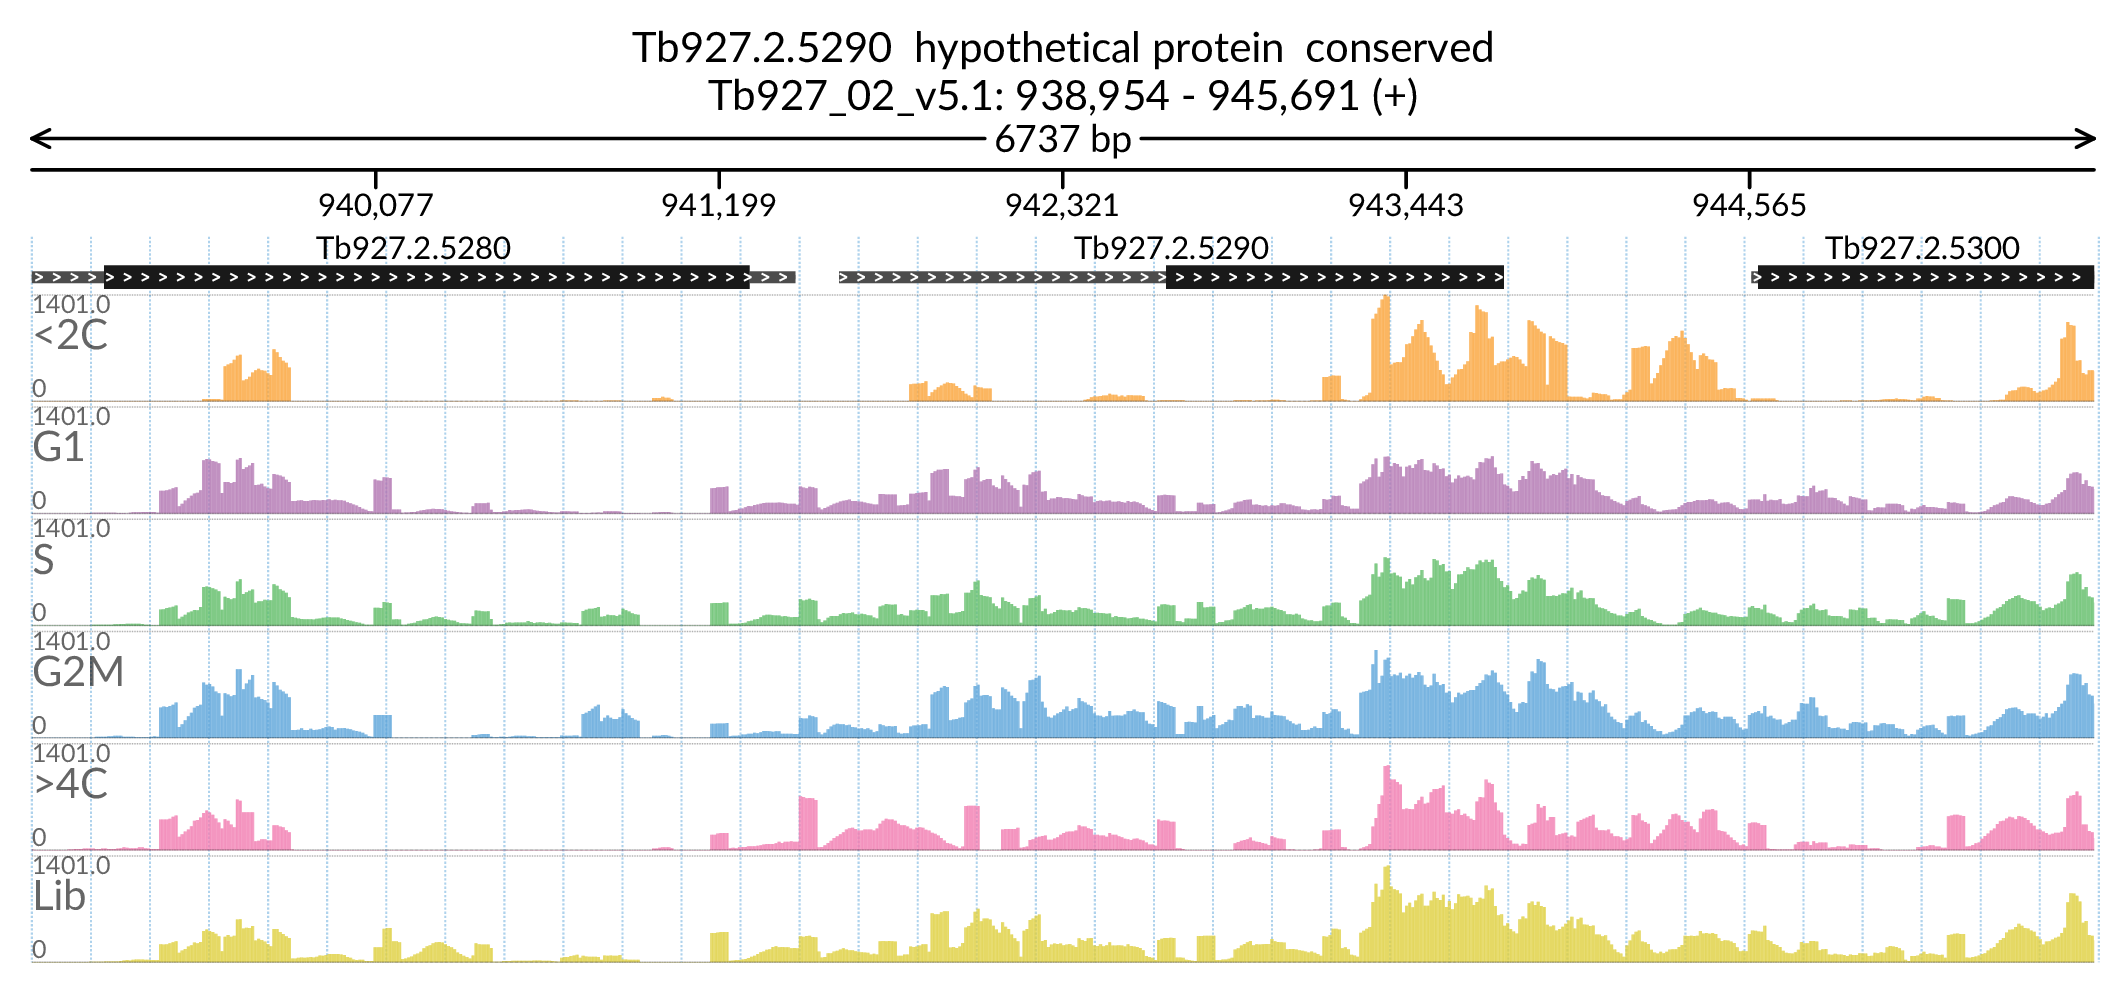 Tb927.2.5290 hypothetical protein conserved
Tb927_02_v5.1: 938,954 - 945,691 (+)
6737 bp
940,077 941,199 942,321 943,443 944,565
Tb927.2.5280 Tb927.2.5290 Tb927.2.5300
1401.0
<2C
0
1401.0
G1
0
1401.0
S
0
1401.0
G2M
0
1401.0
>4C
0
1401.0
Lib
0